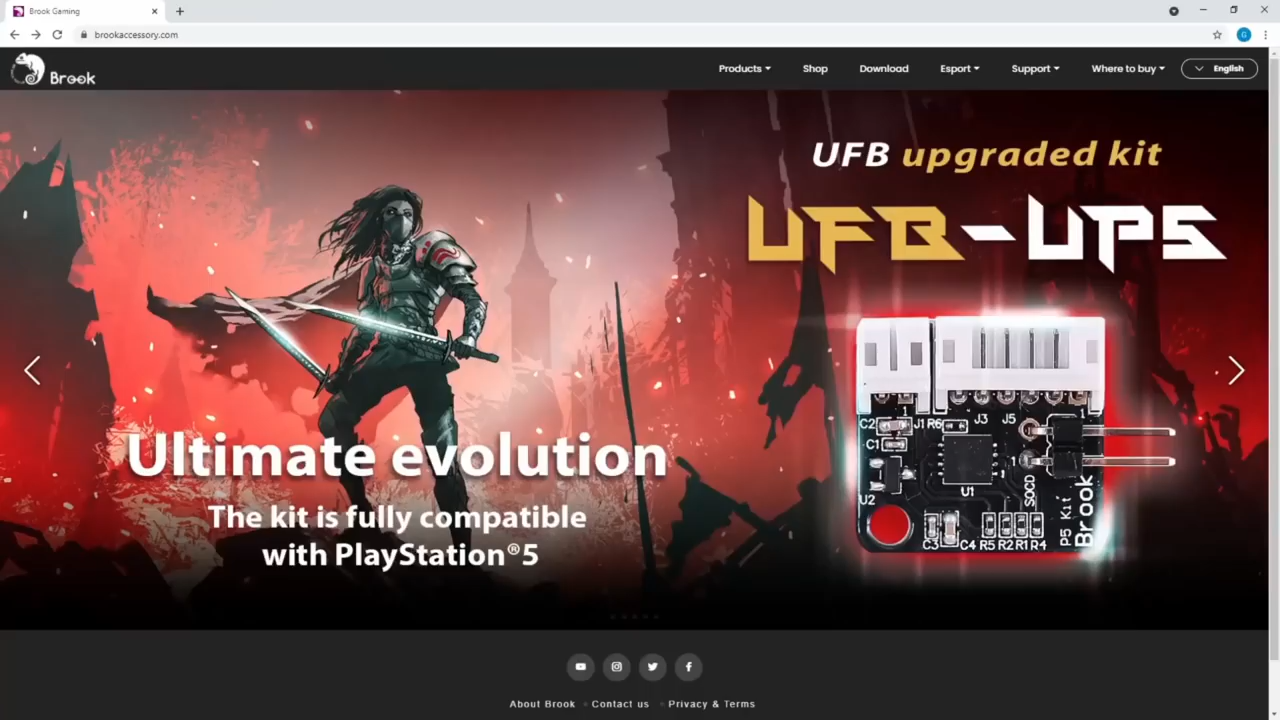 Brook Gaming
brookaccessory.com
G
Brook
Products
Shop
Download
Esport
Support
Where to buy
English
UFB upgraded kit
UFB-UP5
Ultimate evolution
The kit is fully compatible
with PlayStation®5
1
1
C2
J1
R6
J3
J5
C1
U1
U2
SOCD
P5 Kit
Brook
C3
C4
R5
R2
R1
R4
About Brook
Contact us
Privacy & Terms